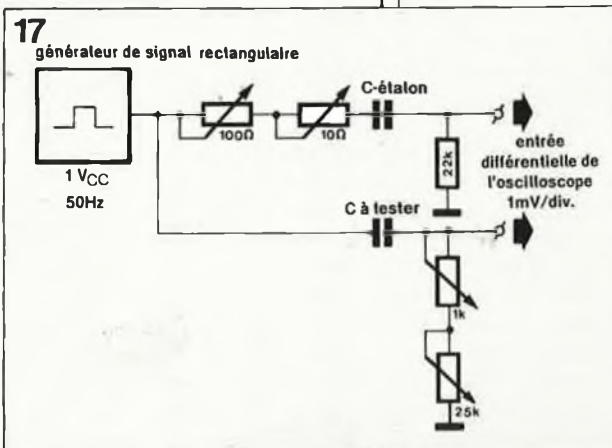 17
générateur de signal rectangulaire
1 VCC
50Hz
100Ω
10Ω
C-étalon
22k
entrée
différentielle de
l'oscilloscope
1mV/div.
C à tester
1k
25k